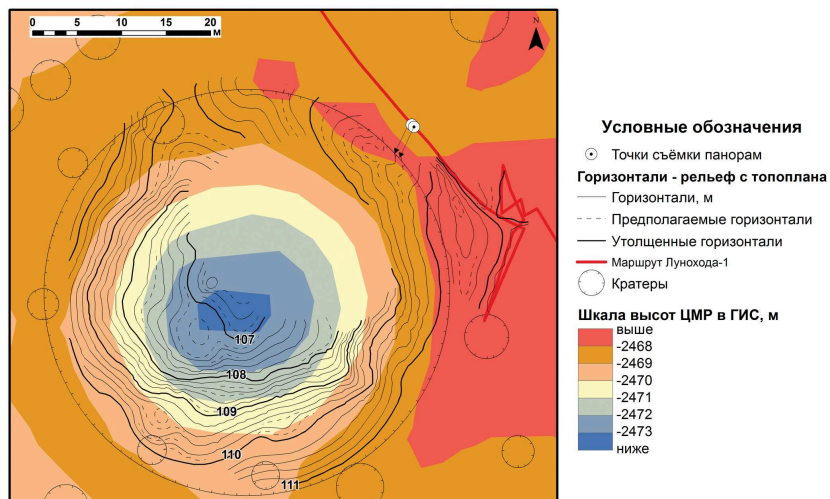 0 5 10 15 20
М
N
107
108
109
110
111
Условные обозначения
Точки съёмки панорам
Горизонтали - рельеф с топоплана
Горизонтали, м
Предполагаемые горизонтали
Утолщенные горизонтали
Маршрут Лунохода-1
Кратеры
Шкала высот ЦМР в ГИС, м
выше
-2468
-2469
-2470
-2471
-2472
-2473
ниже